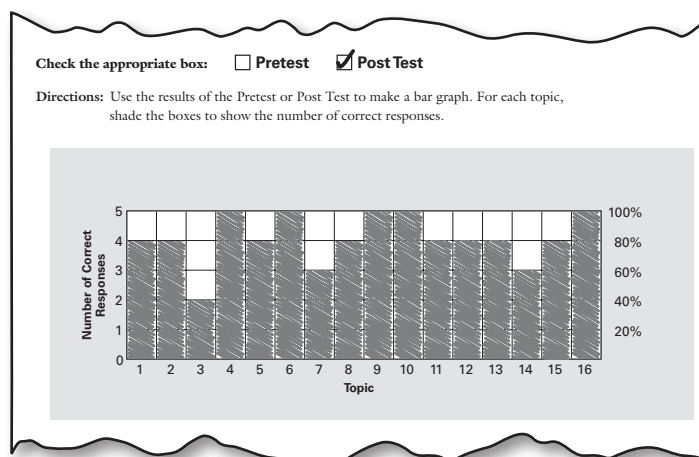 Check the appropriate box: Pretest Post Test
Directions: Use the results of the Pretest or Post Test to make a bar graph. For each topic,
shade the boxes to show the number of correct responses.
Number of Correct
Responses
5 100%
4 80%
3 60%
2 40%
1 20%
0
1 2 3 4 5 6 7 8 9 10 11 12 13 14 15 16
Topic